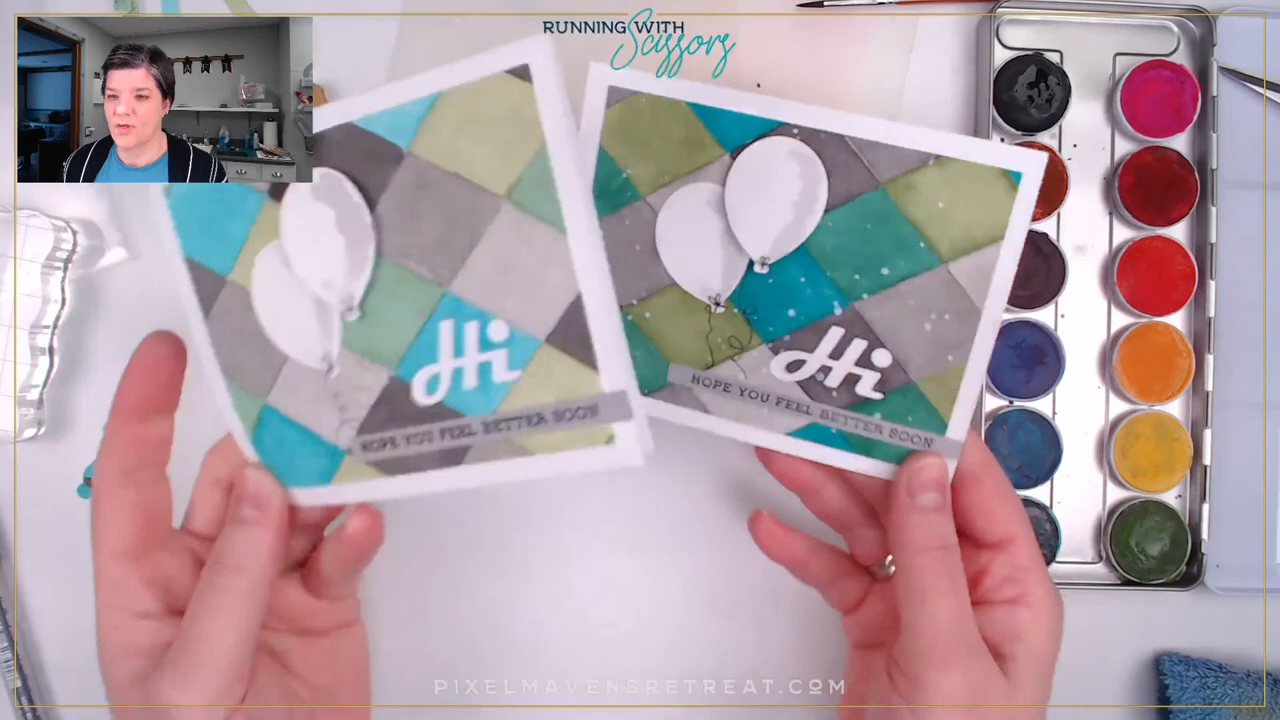 RUNNING WITH
Scissors
Hi
HOPE YOU FEEL BETTER SOON
Hi
HOPE YOU FEEL BETTER SOON
PIXELMAVENSRETREAT.COM